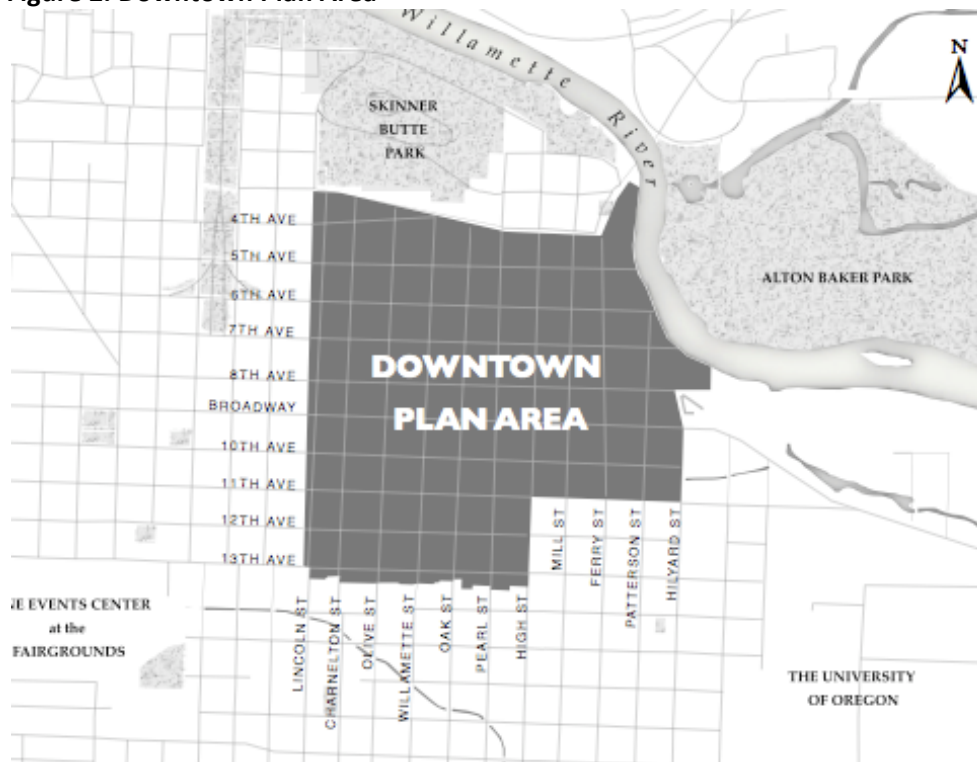 Willamette River
N
SKINNER
BUTTE
PARK
4TH AVE
5TH AVE
6TH AVE
7TH AVE
8TH AVE
BROADWAY
10TH AVE
11TH AVE
12TH AVE
13TH AVE
ALTON BAKER PARK
DOWNTOWN
PLAN AREA
MILL ST
FERRY ST
PATTERSON ST
HILYARD ST
LINCOLN ST
CHARNELTON ST
OLIVE ST
WILLAMETTE ST
OAK ST
PEARL ST
HIGH ST
NE EVENTS CENTER
at the
FAIRGROUNDS
THE UNIVERSITY
OF OREGON